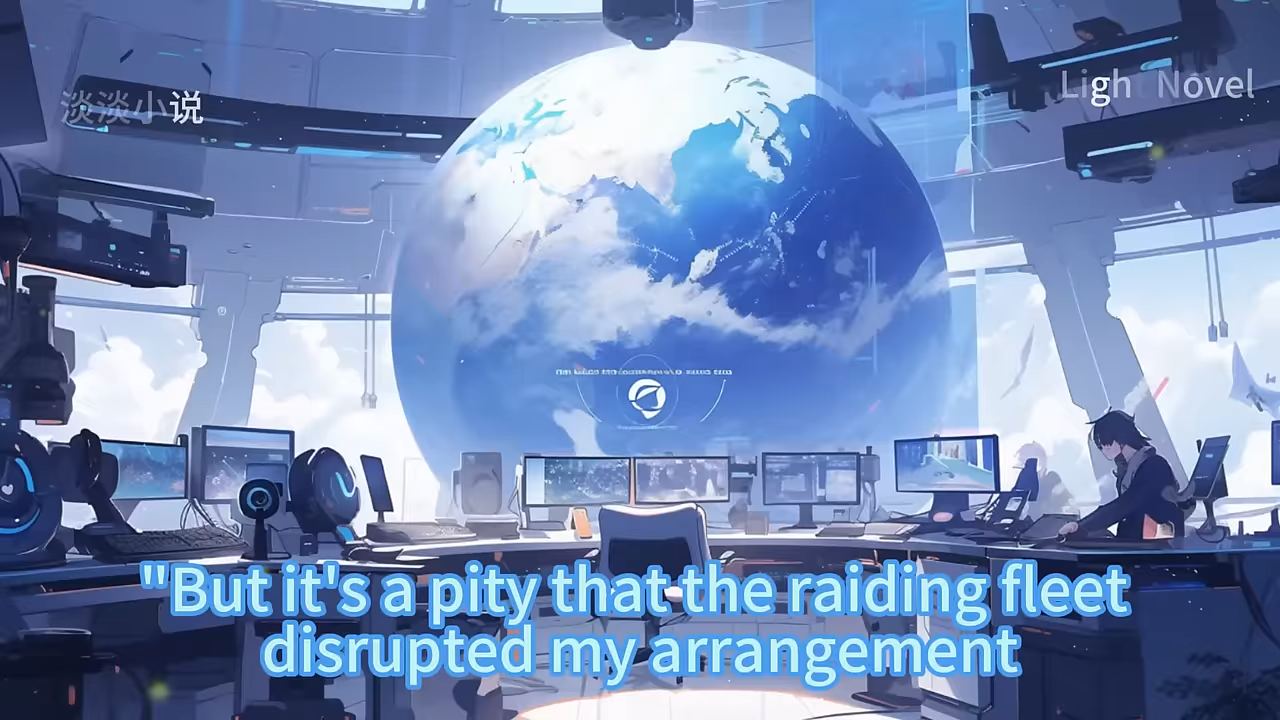 淡淡小说
Ligh Novel
"But it's a pity that the raiding fleet
disrupted my arrangement